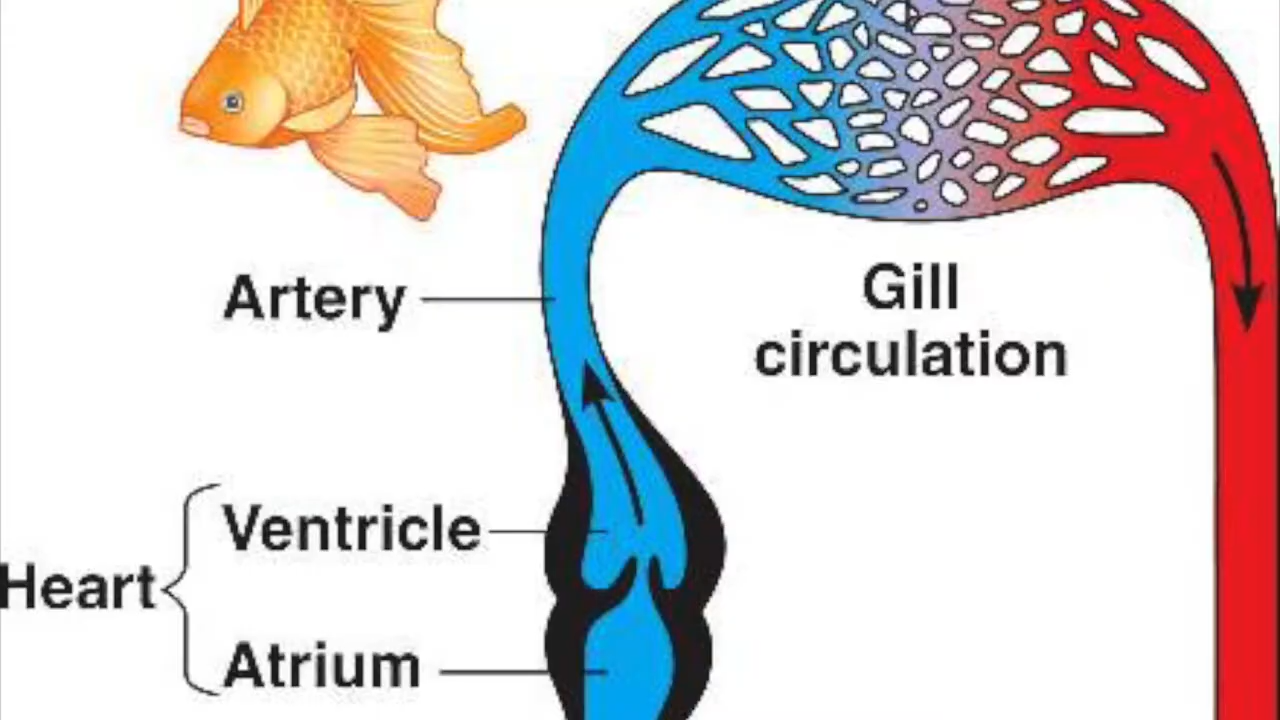 Artery
Gill
circulation
Ventricle
Heart
Atrium